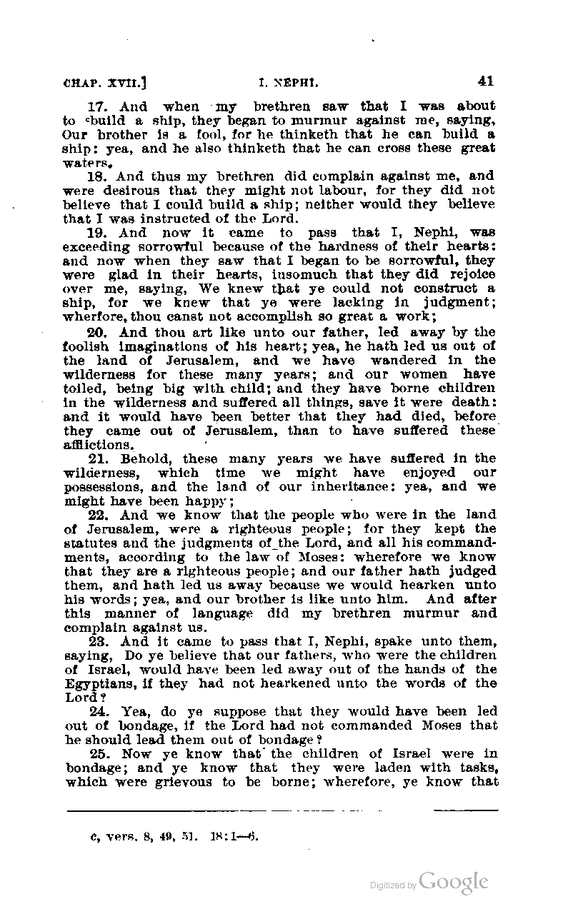 CHAP. XVII.] I. NEPHI. 41
17. And when my brethren saw that I was about
to ᶜbuild a ship, they began to murmur against me, saying,
Our brother is a fool, for he thinketh that he can build a
ship; yea, and he also thinketh that he can cross these great
waters.
18. And thus my brethren did complain against me, and
were desirous that they might not labour, for they did not
believe that I could build a ship; neither would they believe
that I was instructed of the Lord.
19. And now it came to pass that I, Nephi, was
exceeding sorrowful because of the hardness of their hearts:
and now when they saw that I began to be sorrowful, they
were glad in their hearts, insomuch that they did rejoice
over me, saying, We knew that ye could not construct a
ship, for we knew that ye were lacking in judgment;
wherfore, thou canst not accomplish so great a work;
20. And thou art like unto our father, led away by the
foolish imaginations of his heart; yea, he hath led us out of
the land of Jerusalem, and we have wandered in the
wilderness for these many years; and our women have
toiled, being big with child; and they have borne children
in the wilderness and suffered all things, save it were death:
and it would have been better that they had died, before
they came out of Jerusalem, than to have suffered these
afflictions.
21. Behold, these many years we have suffered in the
wilderness, which time we might have enjoyed our
possessions, and the land of our inheritance: yea, and we
might have been happy;
22. And we know that the people who were in the land
of Jerusalem, were a righteous people; for they kept the
statutes and the judgments of the Lord, and all his command-
ments, according to the law of Moses: wherefore we know
that they are a righteous people; and our father hath judged
them, and hath led us away because we would hearken unto
his words; yea, and our brother is like unto him. And after
this manner of language did my brethren murmur and
complain against us.
23. And it came to pass that I, Nephi, spake unto them,
saying, Do ye believe that our fathers, who were the children
of Israel, would have been led away out of the hands of the
Egyptians, if they had not hearkened unto the words of the
Lord?
24. Yea, do ye suppose that they would have been led
out of bondage, if the Lord had not commanded Moses that
he should lead them out of bondage?
25. Now ye know that the children of Israel were in
bondage; and ye know that they were laden with tasks,
which were grievous to be borne; wherefore, ye know that
c, vers. 8, 49, 51. 18:1—6.
Digitized by Google